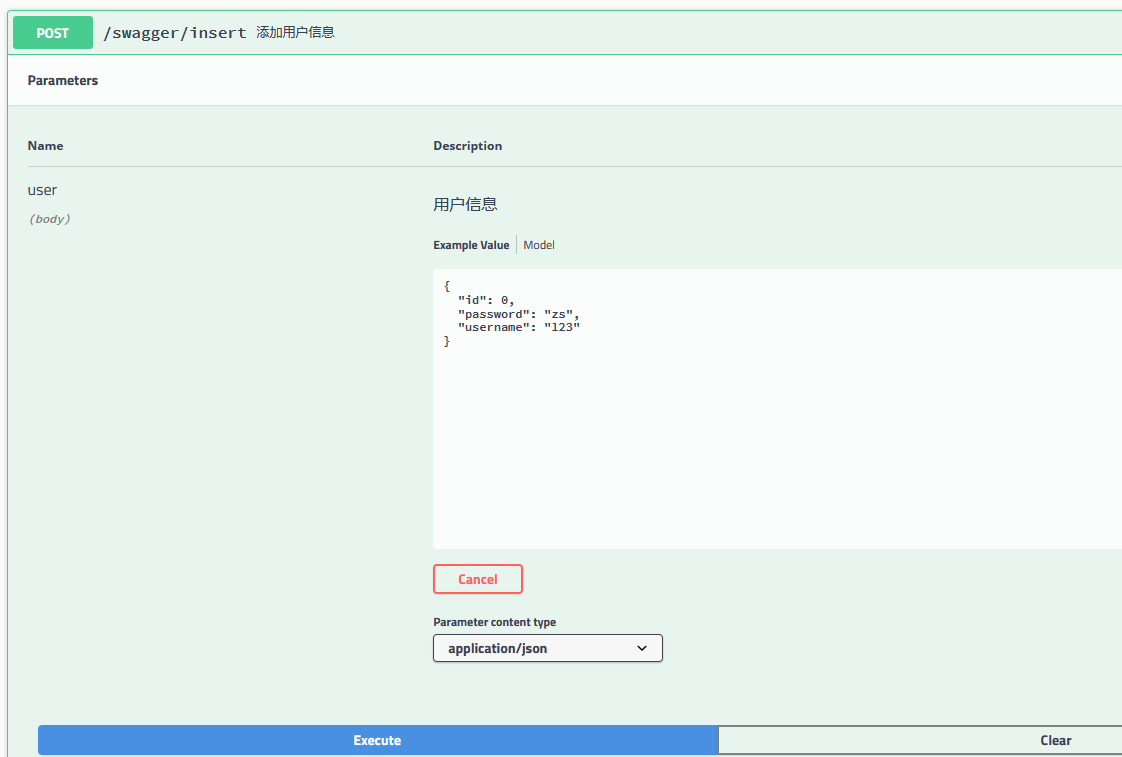 POST /swagger/insert 添加用户信息
Parameters
Name Description
user
(body)
用户信息
Example Value Model
{
  "id": 0,
  "password": "zs",
  "username": "123"
}
Cancel
Parameter content type
application/json
Execute Clear